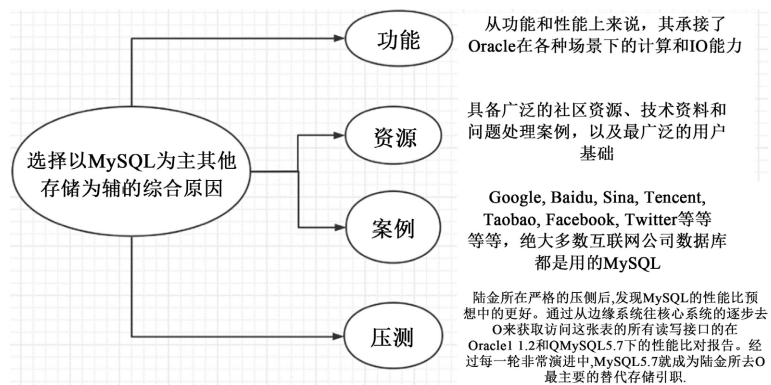 功能
从功能和性能上来说，其承接了
Oracle在各种场景下的计算和IO能力
选择以MySQL为主其他
存储为辅的综合原因
资源
具备广泛的社区资源、技术资料和
问题处理案例，以及最广泛的用户
基础
案例
Google, Baidu, Sina, Tencent,
Taobao, Facebook, Twitter等等
等等，绝大多数互联网公司数据库
都是用的MySQL
压测
陆金所在严格的压侧后,发现MySQL的性能比预
想中的更好。通过从边缘系统往核心系统的逐步去
O来获取访问这张表的所有读写接口的在
Oracle1 1.2和QMySQL5.7下的性能比对报告。经
过每一轮非常演进中,MySQL5.7就成为陆金所去O
最主要的替代存储引职.